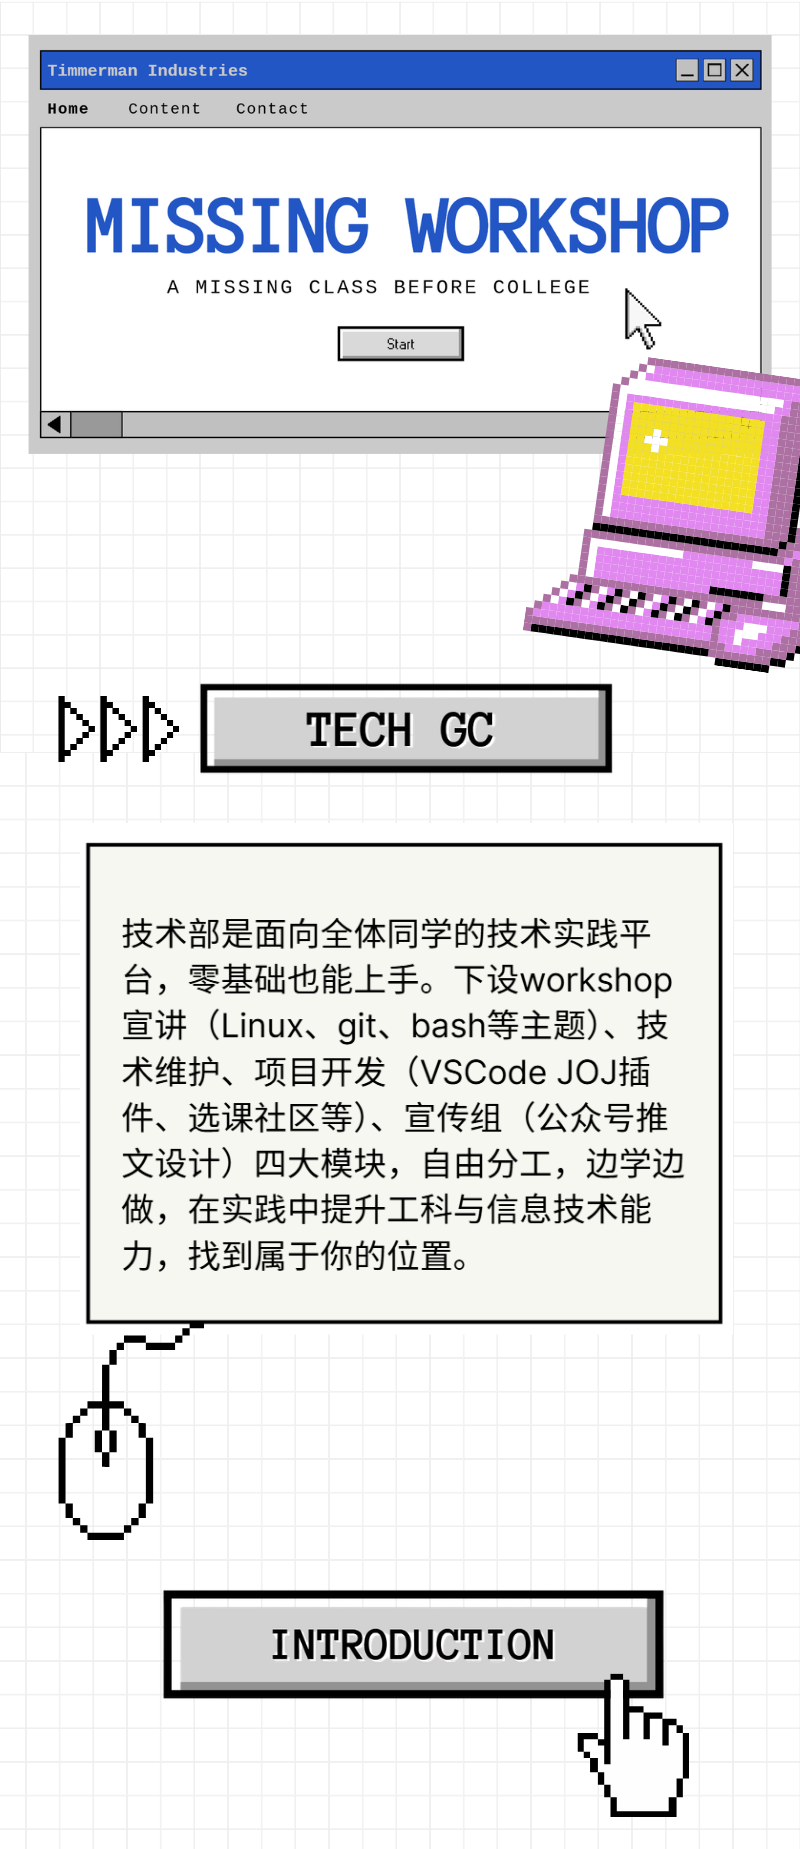 Timmerman Industries
Home Content Contact
MISSING WORKSHOP
A MISSING CLASS BEFORE COLLEGE
Start
TECH GC
技术部是面向全体同学的技术实践平
台，零基础也能上手。下设workshop
宣讲（Linux、git、bash等主题）、技
术维护、项目开发（VSCode JOJ插
件、选课社区等）、宣传组（公众号推
文设计）四大模块，自由分工，边学边
做，在实践中提升工科与信息技术能
力，找到属于你的位置。
INTRODUCTION